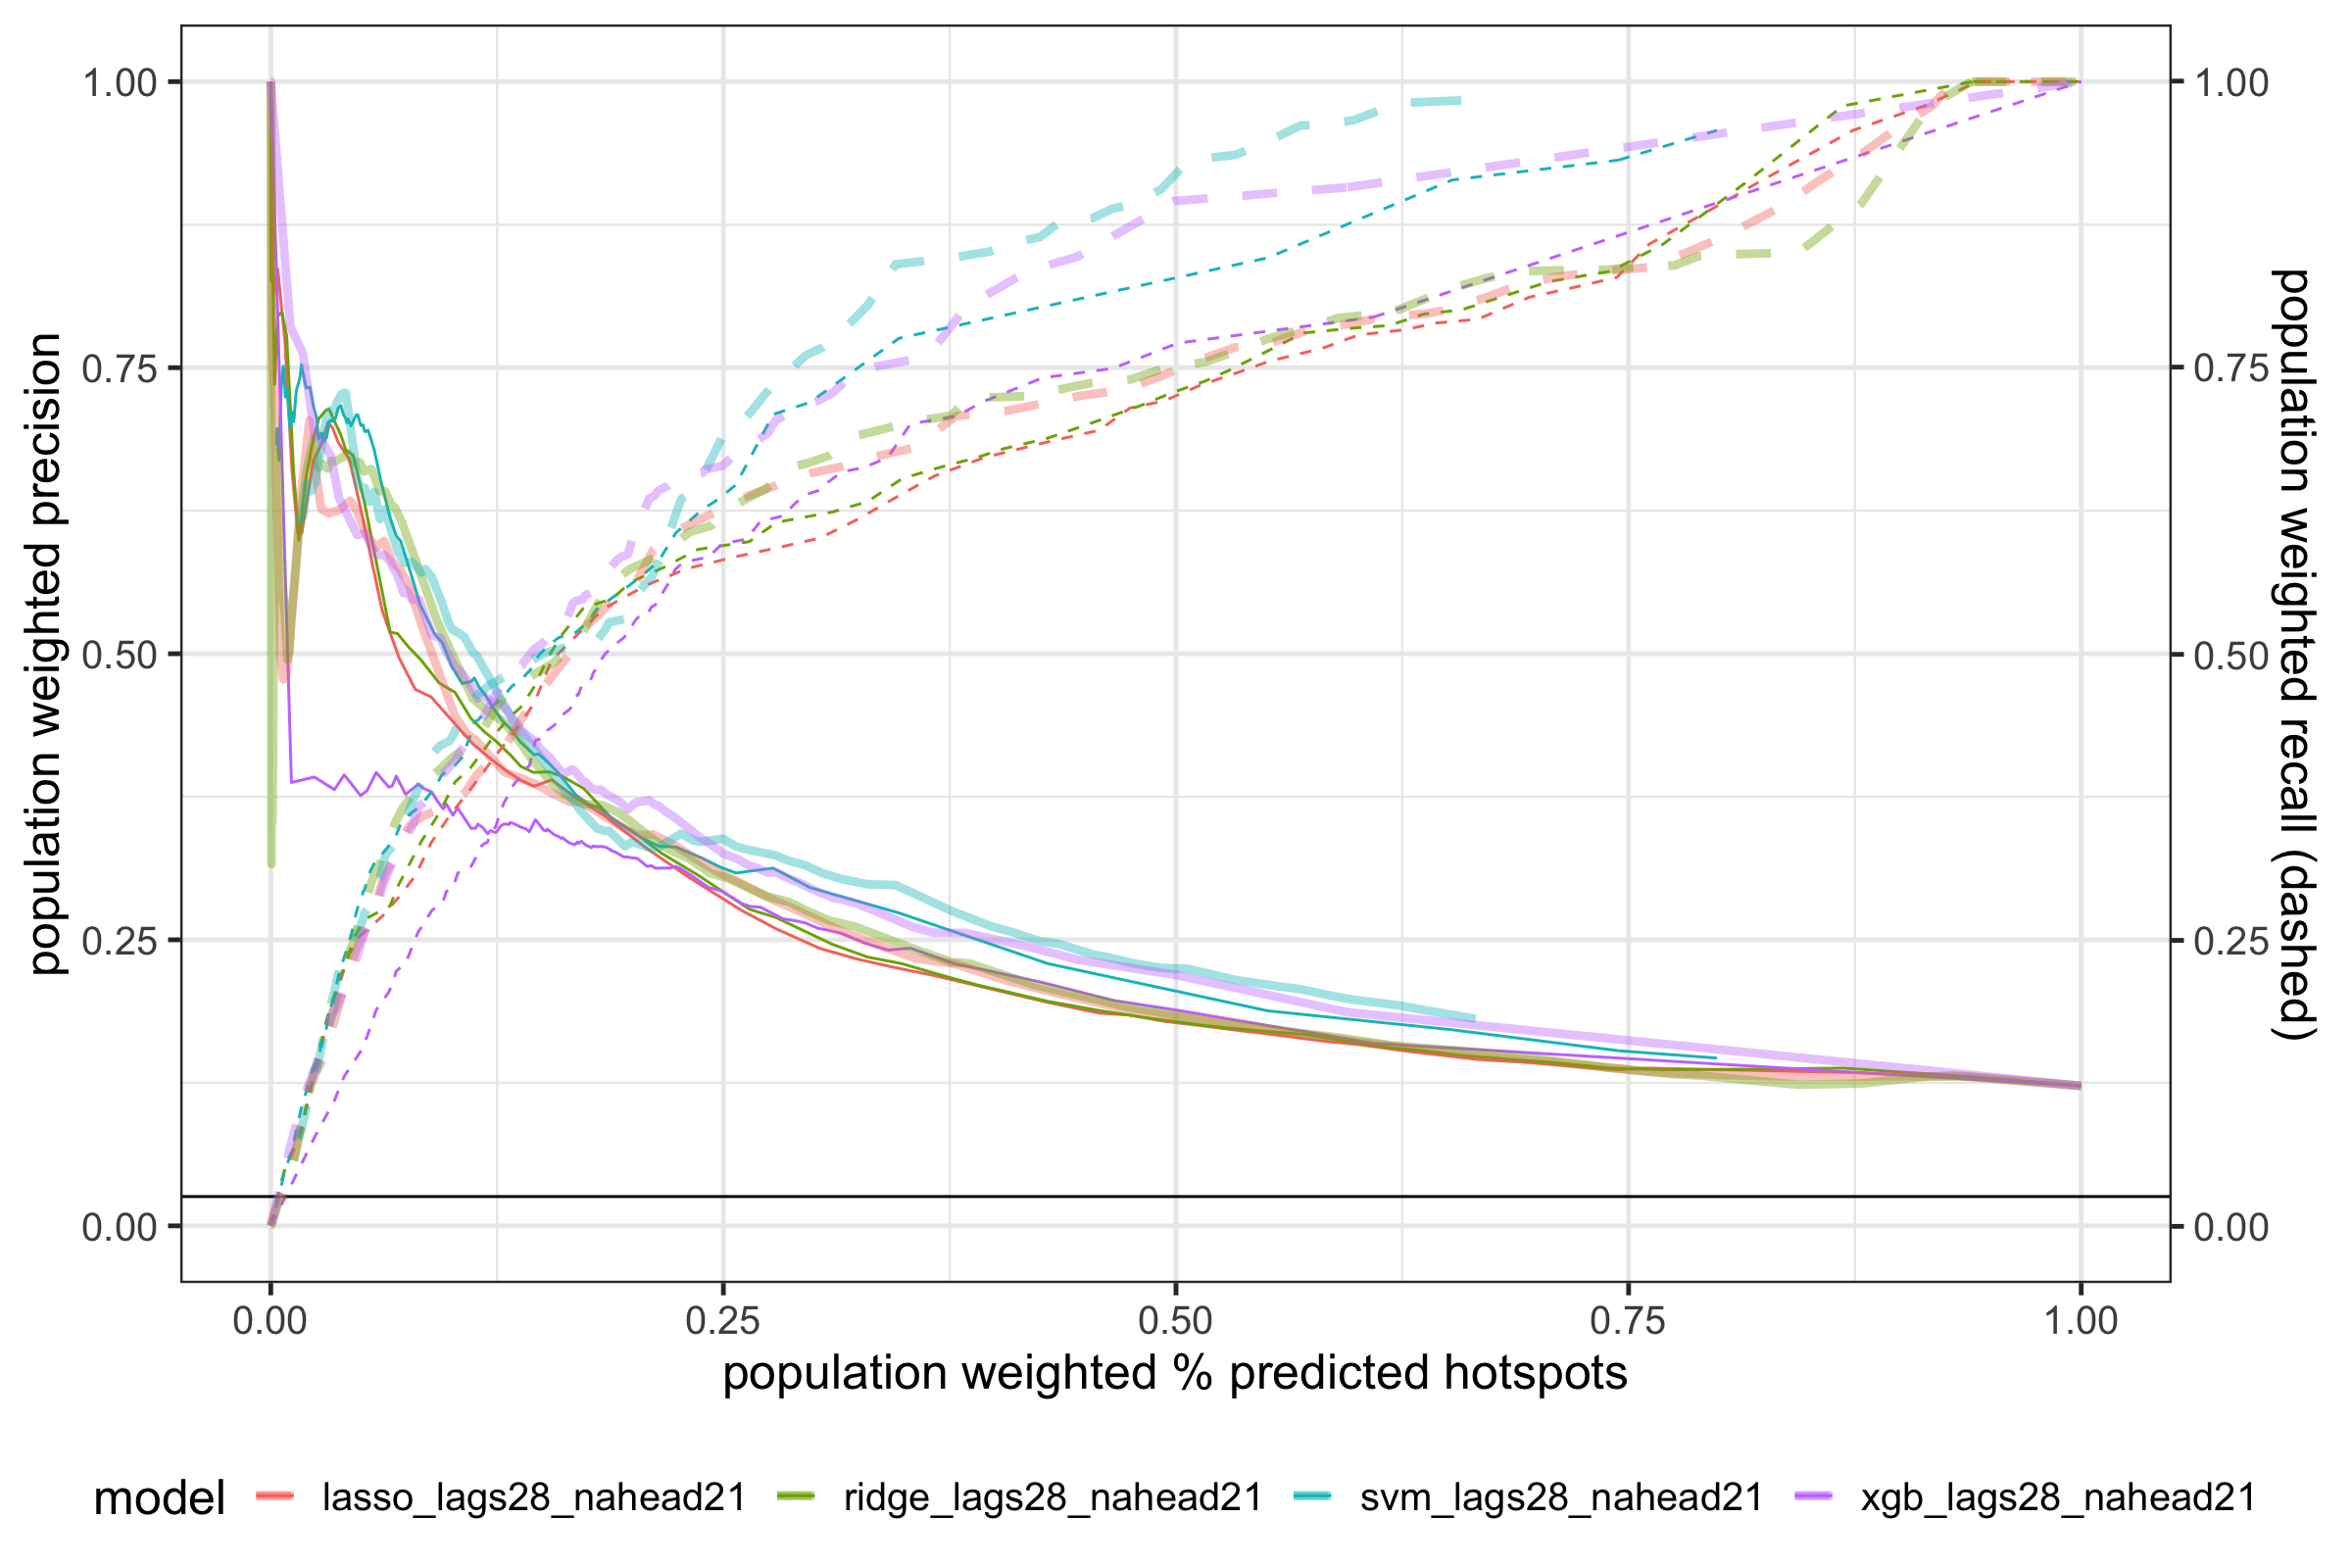 population weighted precision
1.00
0.75
0.50
0.25
0.00
1.00
0.75
0.50
0.25
0.00
population weighted recall (dashed)
0.00 0.25 0.50 0.75 1.00
population weighted % predicted hotspots
model lasso_lags28_nahead21 ridge_lags28_nahead21 svm_lags28_nahead21 xgb_lags28_nahead21